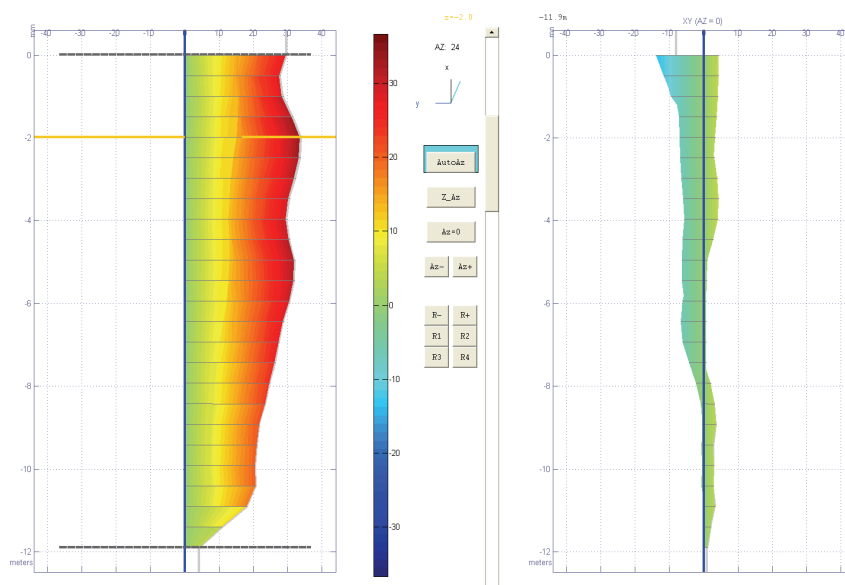 z=-2.0
-11.9m
XY (AZ = 0)
-40 -30 -20 -10 0 10 20 30 40
AZ: 24
-40 -30 -20 -10 0 10 20 30 40
0
-2
-4
-6
-8
-10
-12
meters
30
20
10
0
-10
-20
-30
x
y
AutoAz
Z_Az
Az=0
Az- Az+
R- R+
R1 R2
R3 R4
0
-2
-4
-6
-8
-10
-12
meters